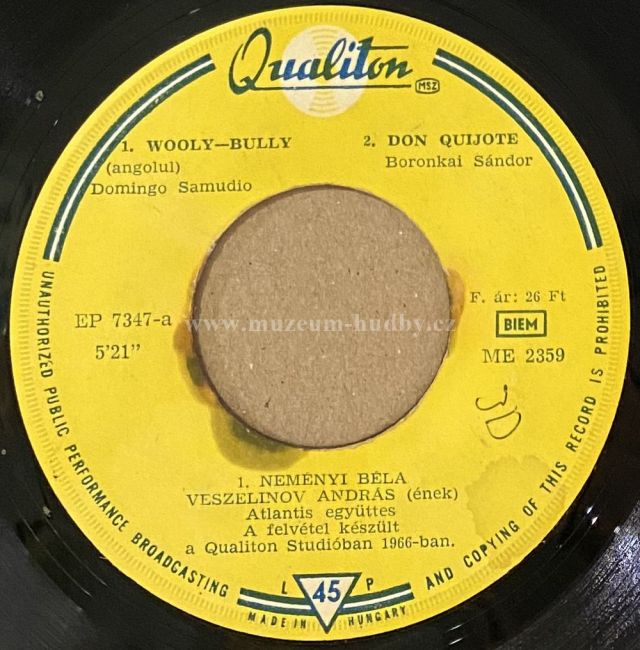 Qualiton
MSZ
1. WOOLY—BULLY
(angolul)
Domingo Samudio
2. DON QUIJOTE
Boronkai Sándor
www.muzeum-hudby.cz
EP 7347-a
5'21"
F. ár: 26 Ft
BIEM
ME 2359
JD
1. NEMÉNYI BÉLA
VESZELINOV ANDRÁS (ének)
Atlantis együttes
A felvétel készült
a Qualiton Studióban 1966-ban.
UNAUTHORIZED PUBLIC PERFORMANCE BROADCASTING AND COPYING OF THIS RECORD IS PROHIBITED
L 45 P
MADE IN HUNGARY